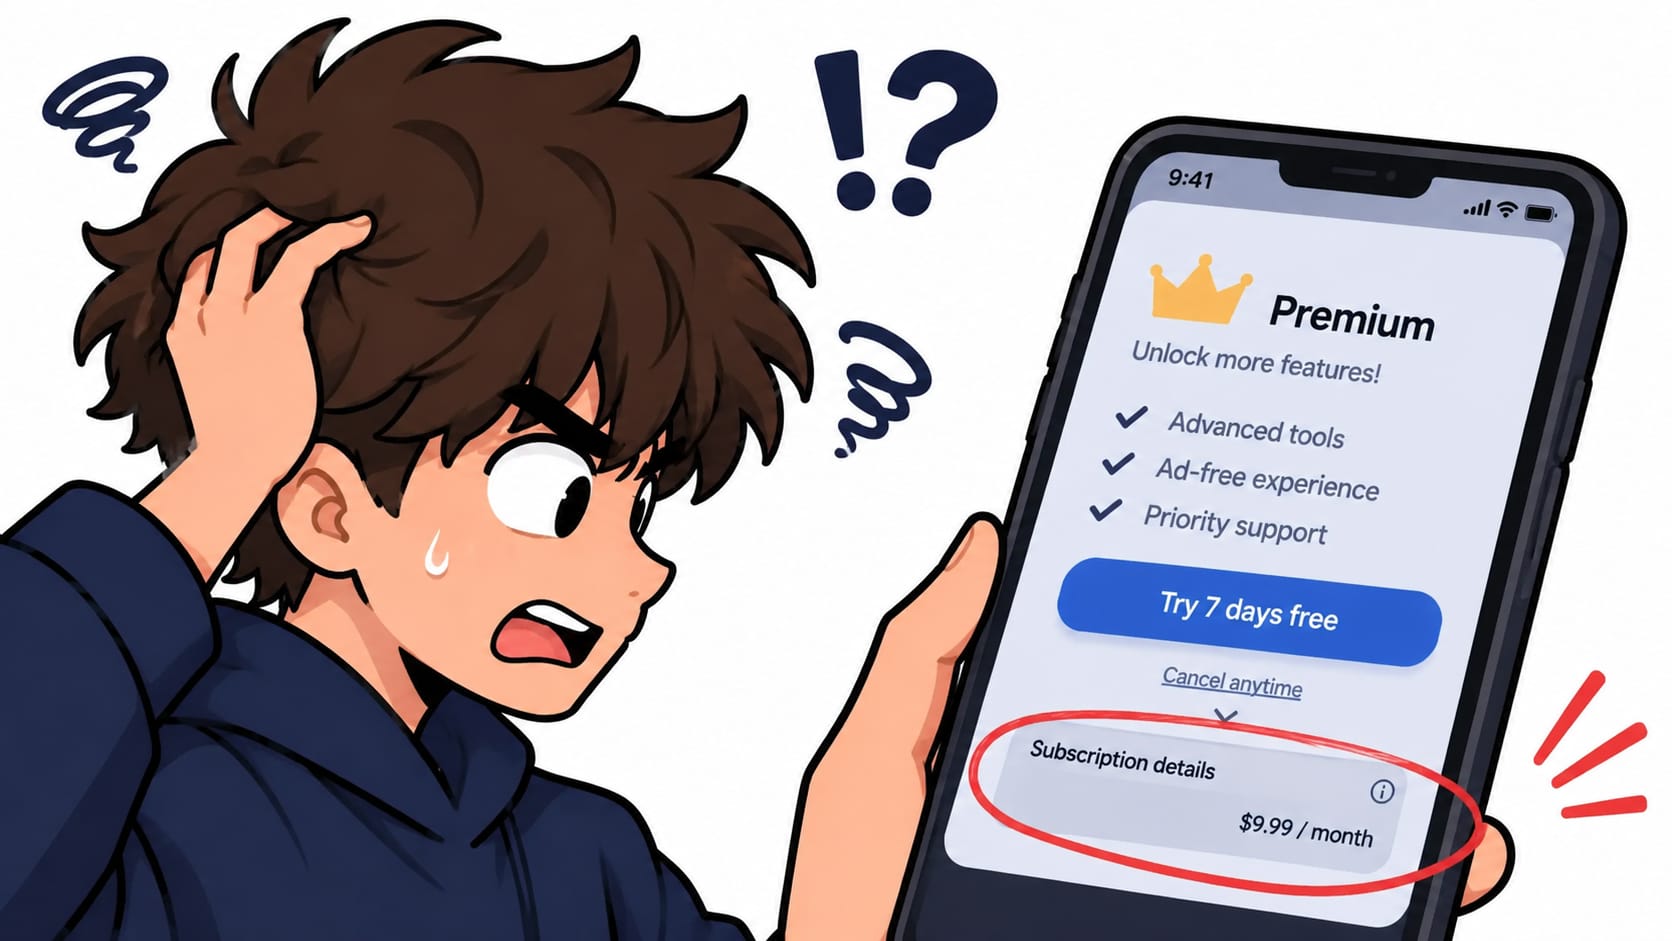 !?
9:41
Premium
Unlock more features!
Advanced tools
Ad-free experience
Priority support
Try 7 days free
Cancel anytime
Subscription details
$9.99 / month